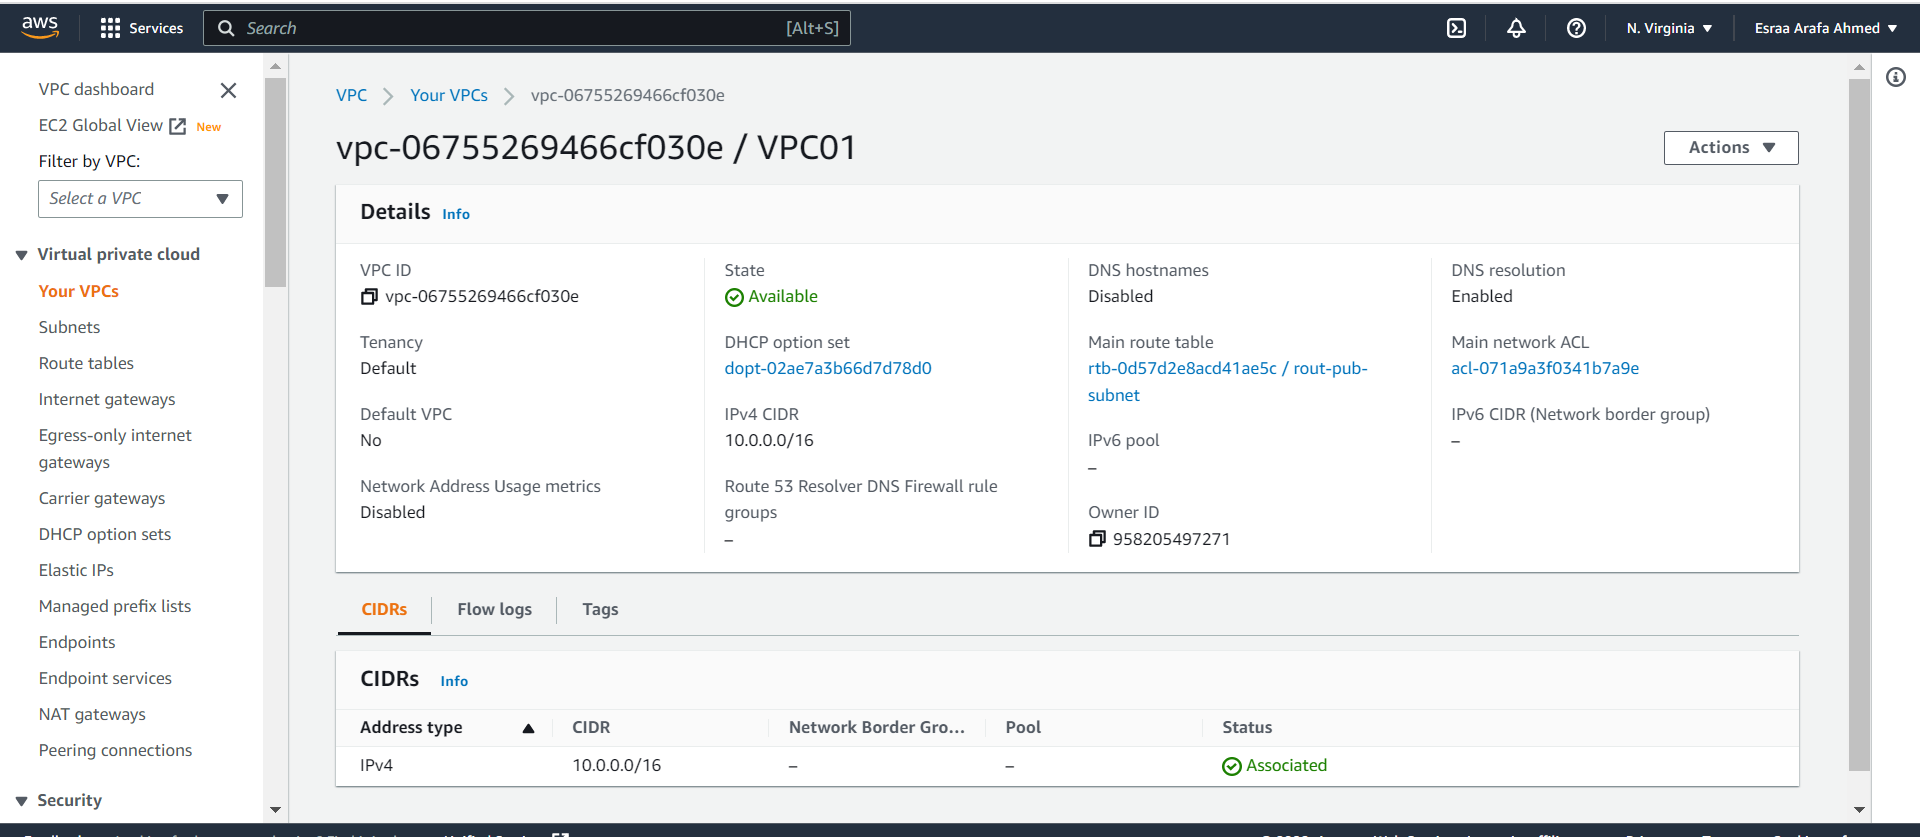 aws
Services
Search [Alt+S]
N. Virginia
Esraa Arafa Ahmed
VPC dashboard
EC2 Global View New
Filter by VPC:
Select a VPC
Virtual private cloud
Your VPCs
Subnets
Route tables
Internet gateways
Egress-only internet
gateways
Carrier gateways
DHCP option sets
Elastic IPs
Managed prefix lists
Endpoints
Endpoint services
NAT gateways
Peering connections
Security
VPC Your VPCs vpc-06755269466cf030e
vpc-06755269466cf030e / VPC01
Actions
Details Info
VPC ID
vpc-06755269466cf030e
Tenancy
Default
Default VPC
No
Network Address Usage metrics
Disabled
State
Available
DHCP option set
dopt-02ae7a3b66d7d78d0
IPv4 CIDR
10.0.0.0/16
Route 53 Resolver DNS Firewall rule
groups
–
DNS hostnames
Disabled
Main route table
rtb-0d57d2e8acd41ae5c / rout-pub-
subnet
IPv6 pool
–
Owner ID
958205497271
DNS resolution
Enabled
Main network ACL
acl-071a9a3f0341b7a9e
IPv6 CIDR (Network border group)
–
CIDRs Flow logs Tags
CIDRs Info
Address type CIDR Network Border Gro... Pool Status
IPv4 10.0.0.0/16 – – Associated